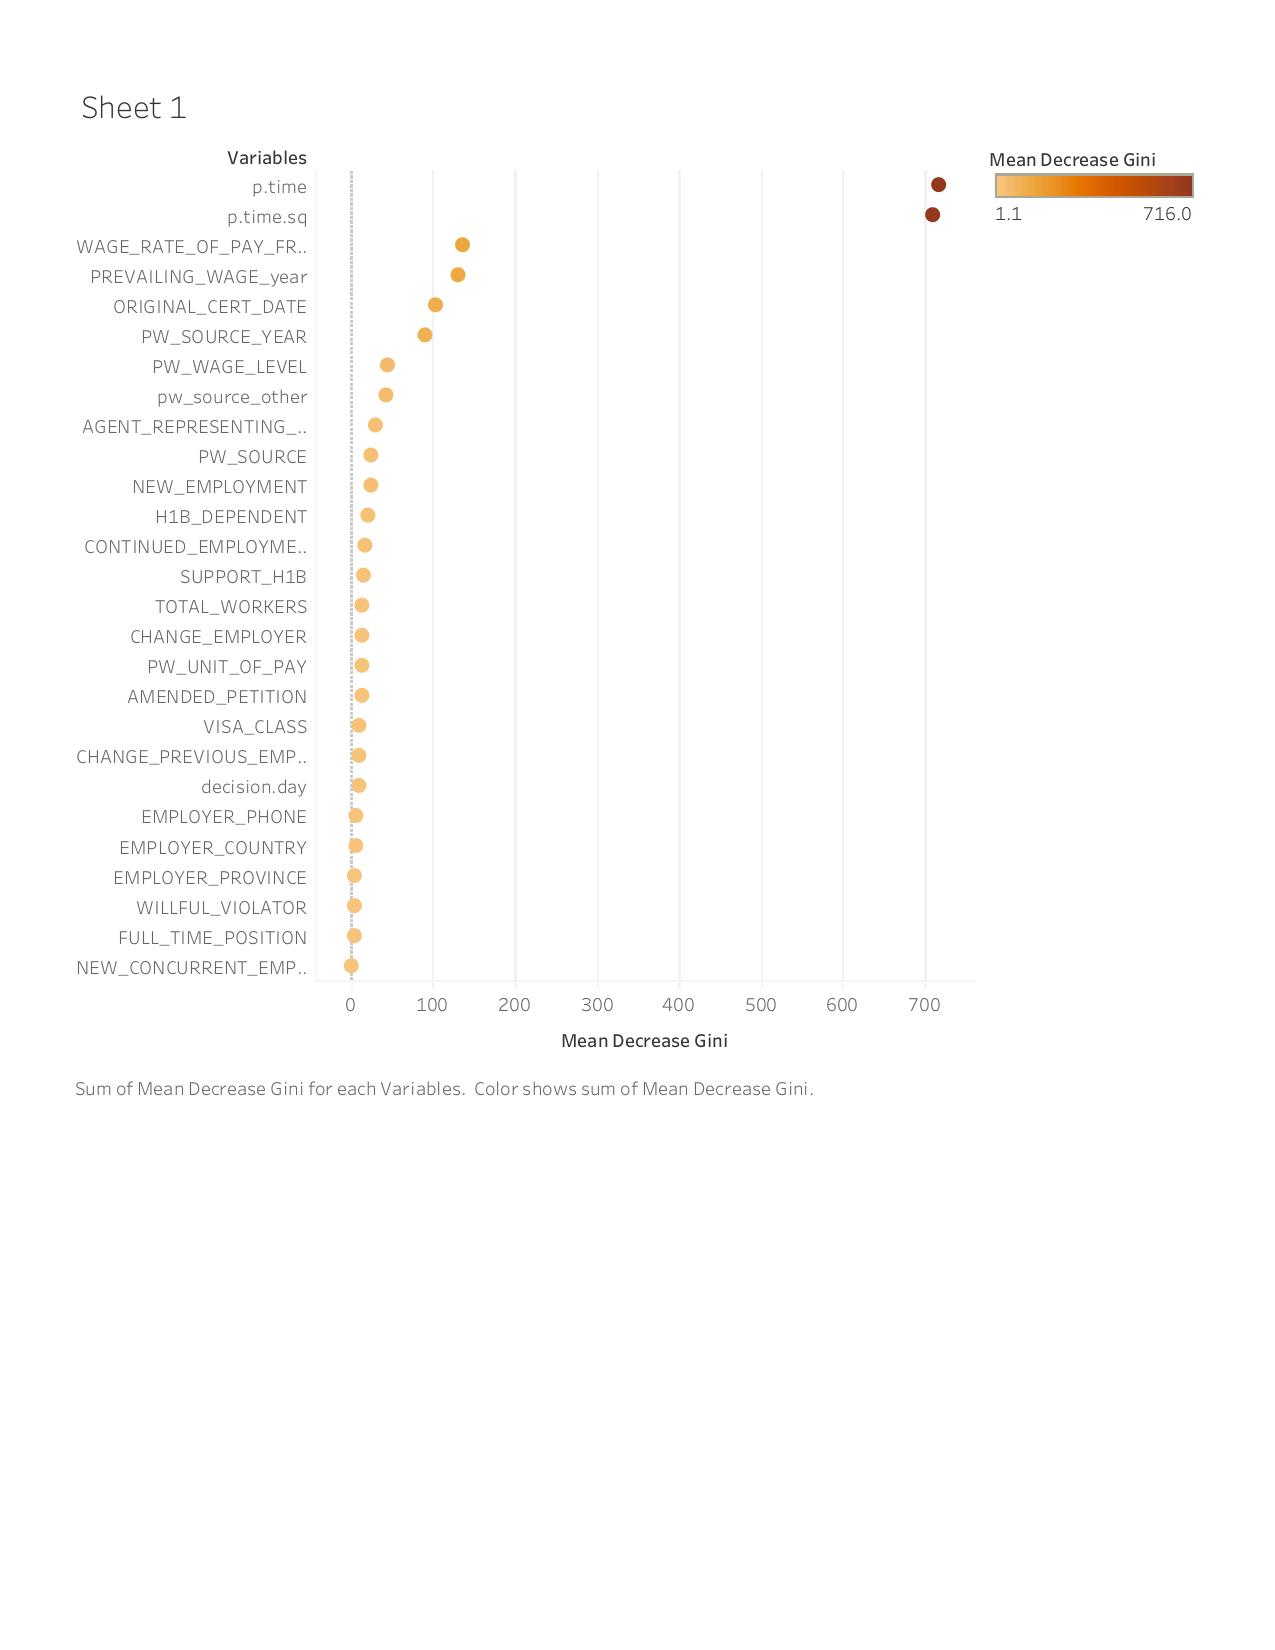 Sheet 1
Variables
p.time
p.time.sq
WAGE_RATE_OF_PAY_FR..
PREVAILING_WAGE_year
ORIGINAL_CERT_DATE
PW_SOURCE_YEAR
PW_WAGE_LEVEL
pw_source_other
AGENT_REPRESENTING_..
PW_SOURCE
NEW_EMPLOYMENT
H1B_DEPENDENT
CONTINUED_EMPLOYME..
SUPPORT_H1B
TOTAL_WORKERS
CHANGE_EMPLOYER
PW_UNIT_OF_PAY
AMENDED_PETITION
VISA_CLASS
CHANGE_PREVIOUS_EMP..
decision.day
EMPLOYER_PHONE
EMPLOYER_COUNTRY
EMPLOYER_PROVINCE
WILLFUL_VIOLATOR
FULL_TIME_POSITION
NEW_CONCURRENT_EMP..
0 100 200 300 400 500 600 700
Mean Decrease Gini
Mean Decrease Gini
1.1 716.0
Sum of Mean Decrease Gini for each Variables. Color shows sum of Mean Decrease Gini.